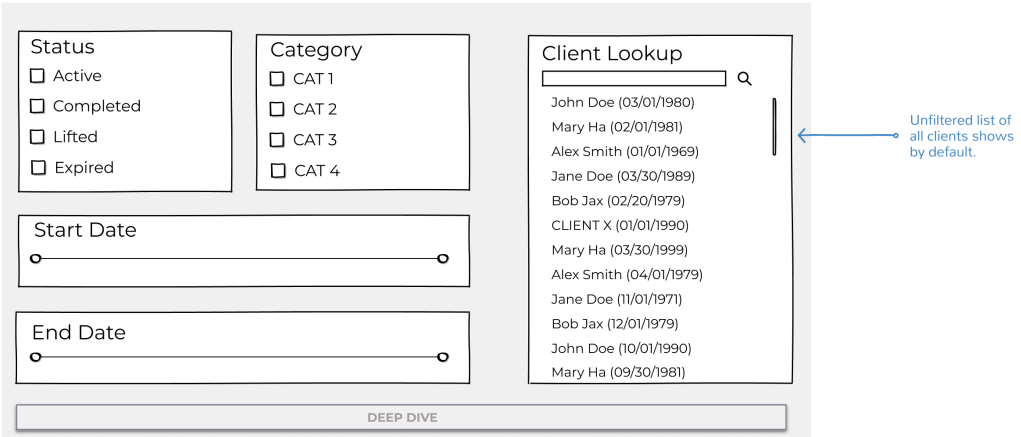 Status
Active
Completed
Lifted
Expired
Category
CAT 1
CAT 2
CAT 3
CAT 4
Start Date
End Date
Client Lookup
John Doe (03/01/1980)
Mary Ha (02/01/1981)
Alex Smith (01/01/1969)
Jane Doe (03/30/1989)
Bob Jax (02/20/1979)
CLIENT X (01/01/1990)
Mary Ha (03/30/1999)
Alex Smith (04/01/1979)
Jane Doe (11/01/1971)
Bob Jax (12/01/1979)
John Doe (10/01/1990)
Mary Ha (09/30/1981)
Unfiltered list of
all clients shows
by default.
DEEP DIVE